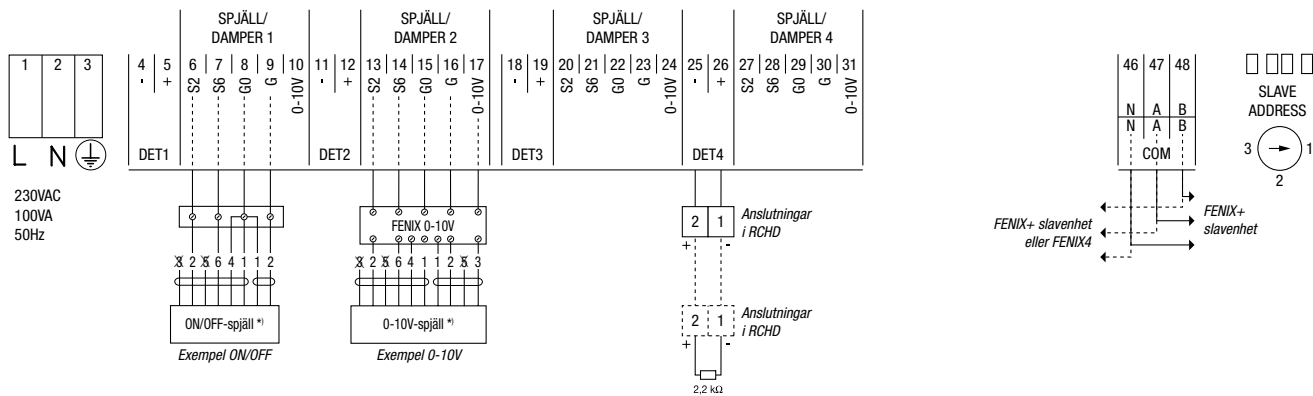 SPJÄLL/
DAMPER 1
SPJÄLL/
DAMPER 2
SPJÄLL/
DAMPER 3
SPJÄLL/
DAMPER 4
1 2 3
4 5 6 7 8 9 10 11 12 13 14 15 16 17 18 19 20 21 22 23 24 25 26 27 28 29 30 31
46 47 48
- + S2 S6 G0 G 0-10V - + S2 S6 G0 G 0-10V - + S2 S6 G0 G 0-10V - + S2 S6 G0 G 0-10V
N A B
N A B
COM
SLAVE
ADDRESS
3 1
2
L N
DET1 DET2 DET3 DET4
230VAC
100VA
50Hz
FENIX 0-10V
3 2 5 6 4 1 1 2
3 2 5 6 4 1 1 2 5 3
ON/OFF-spjäll *)
Exempel ON/OFF
0-10V-spjäll *)
Exempel 0-10V
2 1
+ -
Anslutningar
i RCHD
2 1
+ -
Anslutningar
i RCHD
2,2 kΩ
FENIX+ slavenhet
eller FENIX4
FENIX+
slavenhet